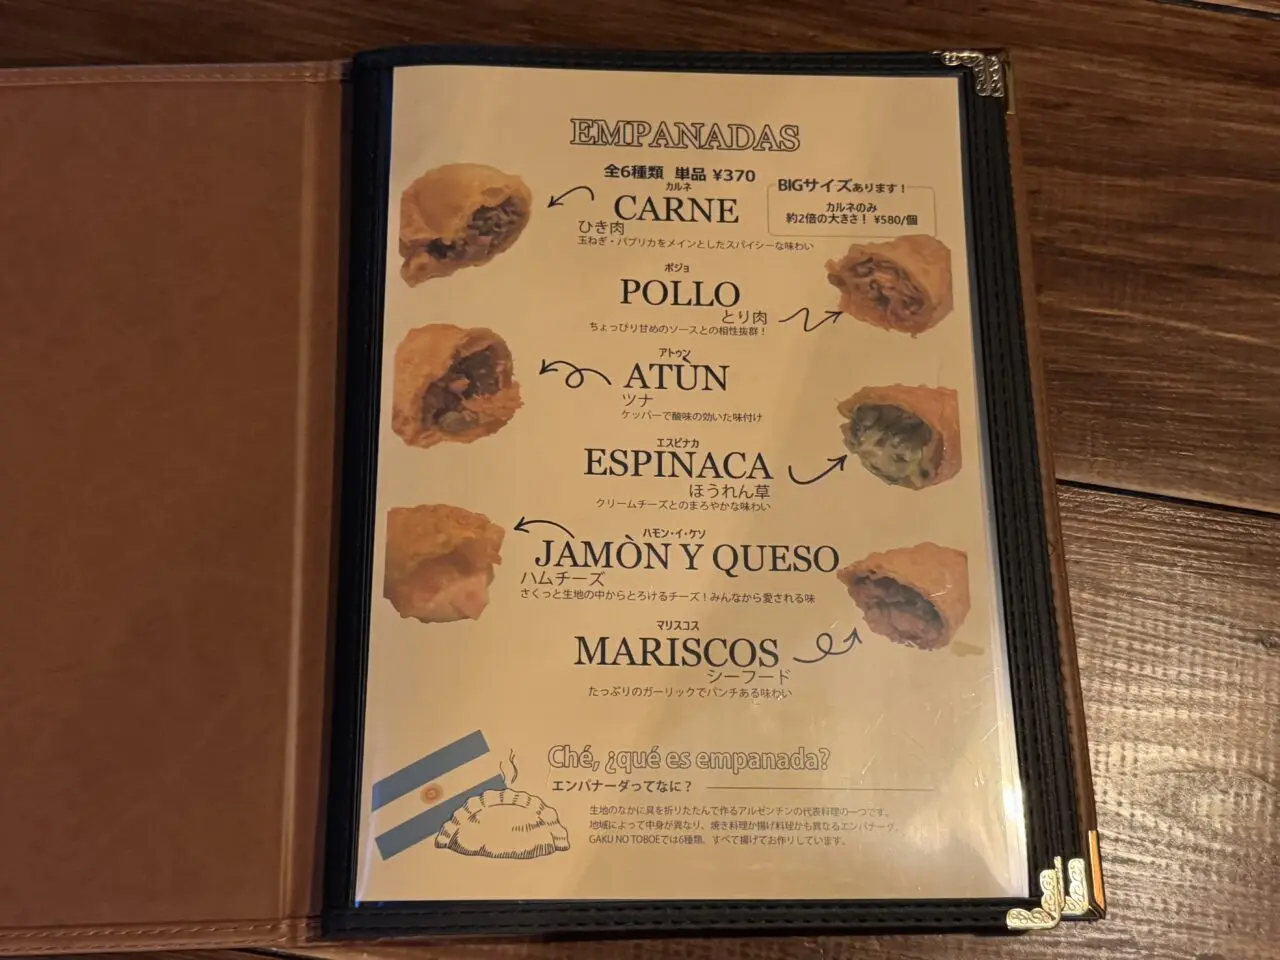 EMPANADAS
全6種類 単品 ¥370
BIGサイズあります!
カルネのみ
約2倍の大きさ! ¥580/個
カルネ
CARNE
ひき肉
玉ねぎ・パプリカをメインとしたスパイシーな味わい
ポジョ
POLLO
とり肉
ちょっぴり甘めのソースとの相性抜群!
アトゥン
ATÙN
ツナ
ケッパーで酸味の効いた味付け
エスピナカ
ESPINACA
ほうれん草
クリームチーズとのまろやかな味わい
ハモン・イ・ケソ
JAMÒN Y QUESO
ハムチーズ
さくっと生地の中からとろけるチーズ!みんなから愛される味
マリスコス
MARISCOS
シーフード
たっぷりのガーリックでパンチある味わい
Ché, ¿qué es empanada?
エンパナーダってなに?
生地のなかに具を折りたたんで作るアルゼンチンの代表料理の一つです。
地域によって中身が異なり、焼き料理か揚げ料理かも異なるエンパナーダ。
GAKU NO TOBOEでは6種類、すべて揚げてお作りしています。